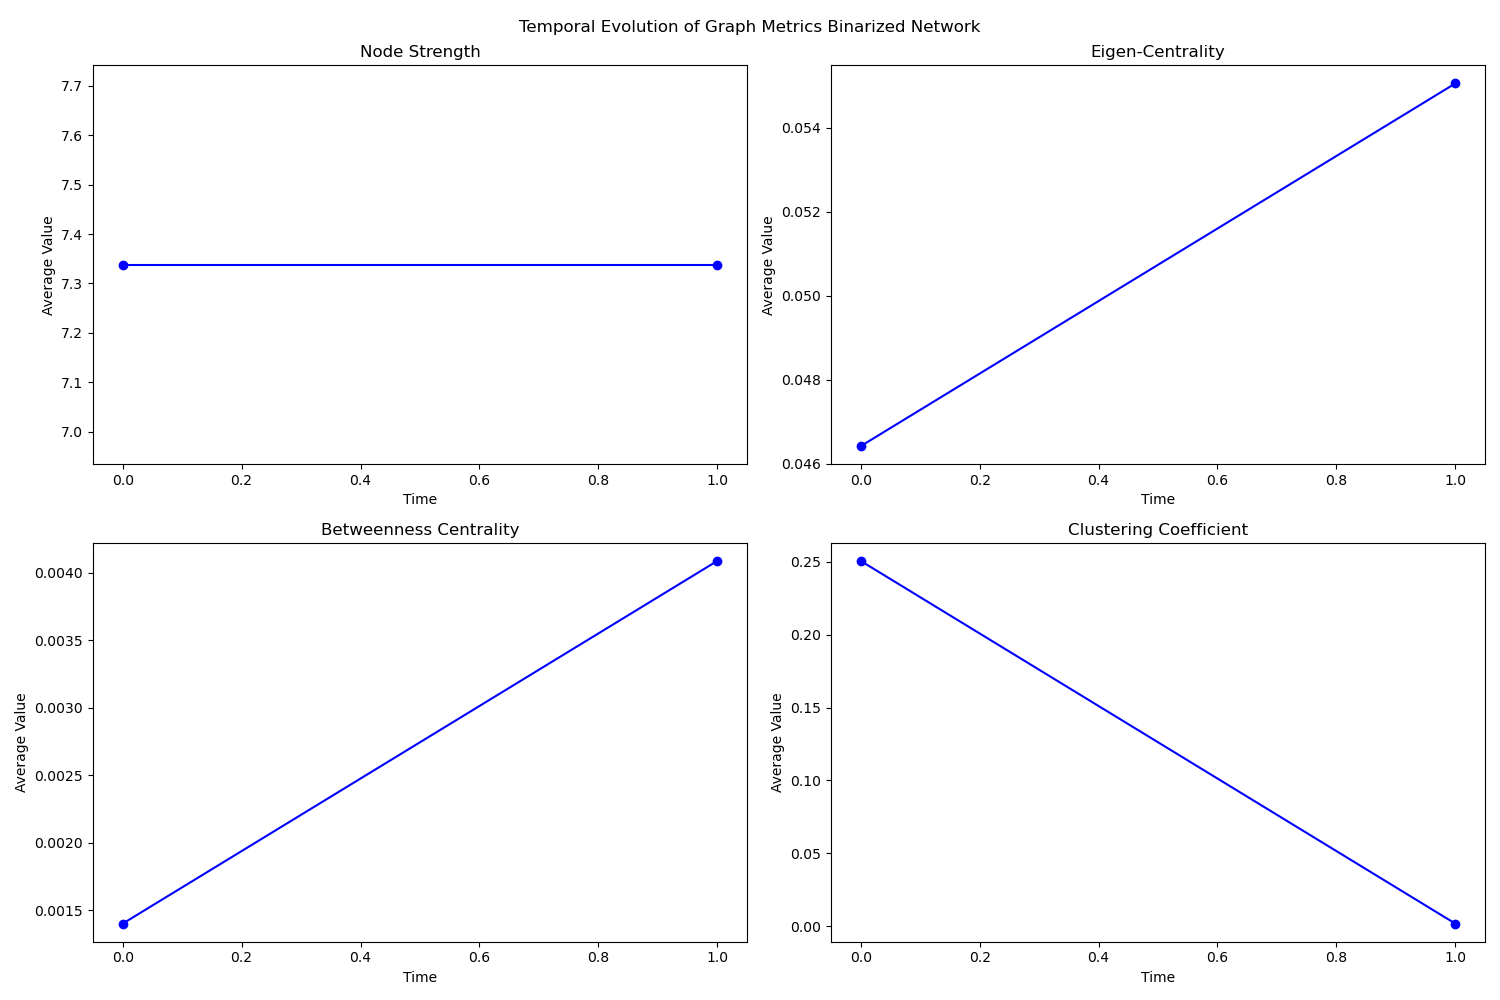 Temporal Evolution of Graph Metrics Binarized Network
Node Strength
7.7
7.6
7.5
7.4
7.3
7.2
7.1
7.0
Average Value
0.0 0.2 0.4 0.6 0.8 1.0
Time
Eigen-Centrality
0.054
0.052
0.050
0.048
0.046
Average Value
0.0 0.2 0.4 0.6 0.8 1.0
Time
Betweenness Centrality
0.0040
0.0035
0.0030
0.0025
0.0020
0.0015
Average Value
0.0 0.2 0.4 0.6 0.8 1.0
Time
Clustering Coefficient
0.25
0.20
0.15
0.10
0.05
0.00
Average Value
0.0 0.2 0.4 0.6 0.8 1.0
Time